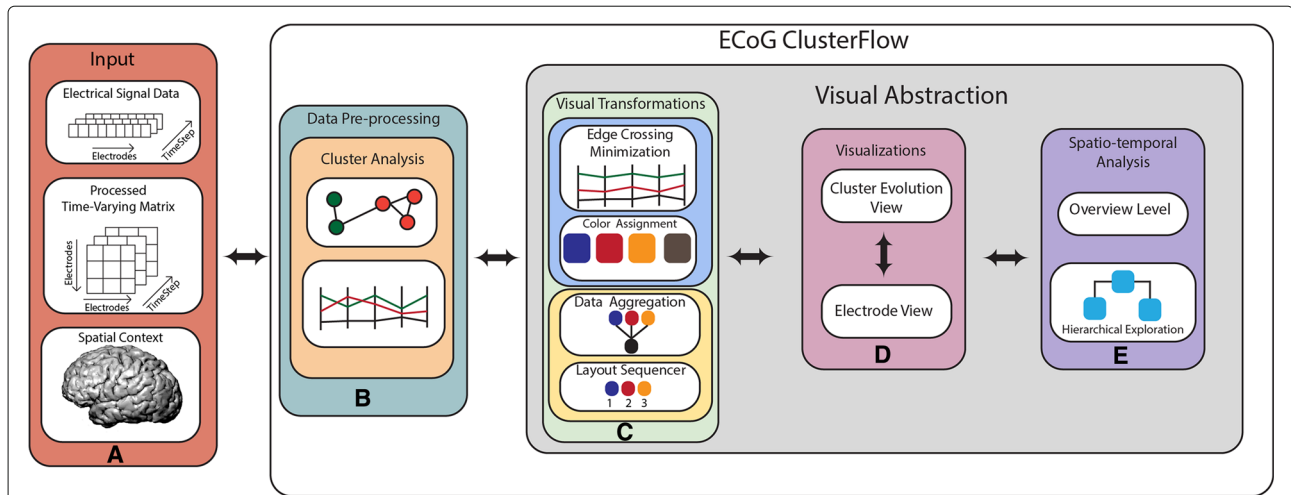 ECoG ClusterFlow
Input
Electrical Signal Data
Electrodes
TimeStep
Processed
Time-Varying Matrix
Electrodes
Electrodes
TimeStep
Spatial Context
A
Data Pre-processing
Cluster Analysis
B
Visual Abstraction
Visual Transformations
Edge Crossing
Minimization
Color Assignment
Data Aggregation
Layout Sequencer
1 2 3
C
Visualizations
Cluster Evolution
View
Electrode View
D
Spatio-temporal
Analysis
Overview Level
Hierarchical Exploration
E